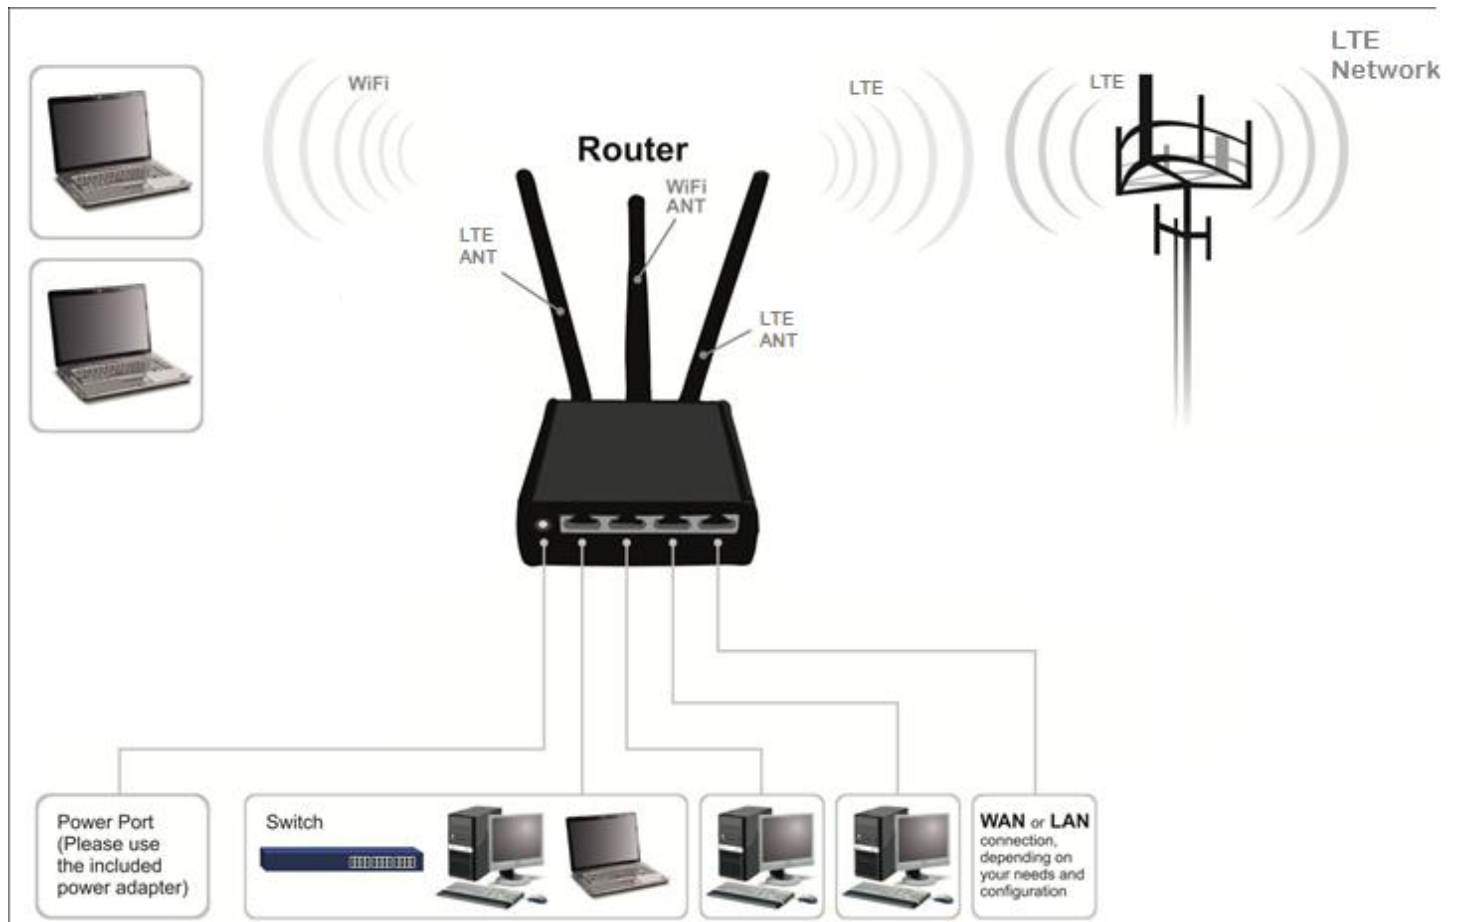 LTE
Network
WiFi
LTE
LTE
Router
WiFi
ANT
LTE
ANT
LTE
ANT
Power Port
(Please use
the included
power adapter)
Switch
WAN or LAN
connection,
depending on
your needs and
configuration